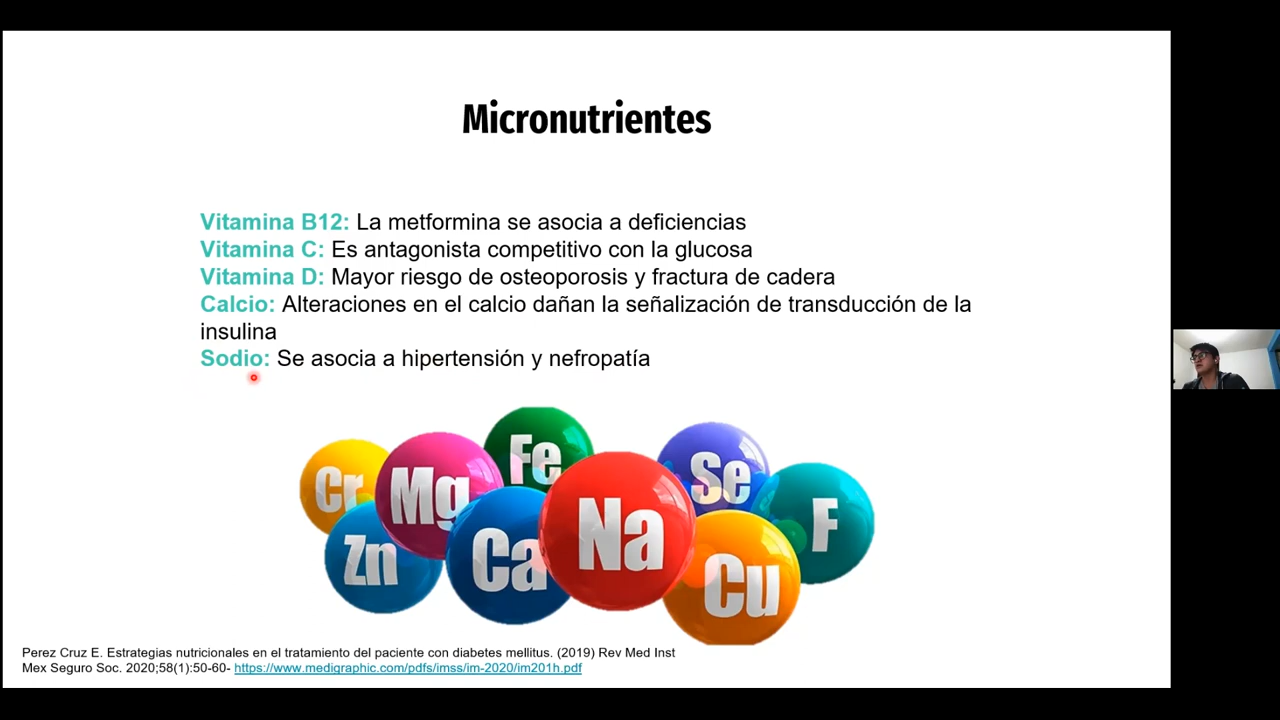 Micronutrientes
Vitamina B12: La metformina se asocia a deficiencias
Vitamina C: Es antagonista competitivo con la glucosa
Vitamina D: Mayor riesgo de osteoporosis y fractura de cadera
Calcio: Alteraciones en el calcio dañan la señalización de transducción de la
insulina
Sodio: Se asocia a hipertensión y nefropatía
Fe
Cr
Mg
Se
Na
F
Zn
Ca
Cu
Perez Cruz E. Estrategias nutricionales en el tratamiento del paciente con diabetes mellitus. (2019) Rev Med Inst
Mex Seguro Soc. 2020;58(1):50-60- https://www.medigraphic.com/pdfs/imss/im-2020/im201h.pdf